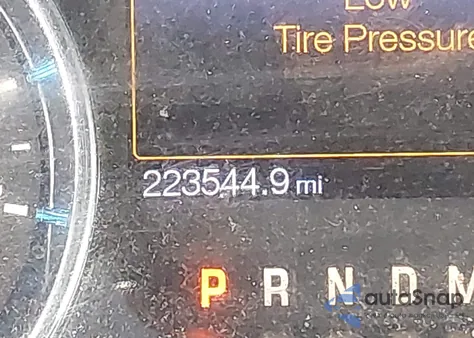 Low
Tire Pressure
223544.9 mi
P R N D M
autoSnap